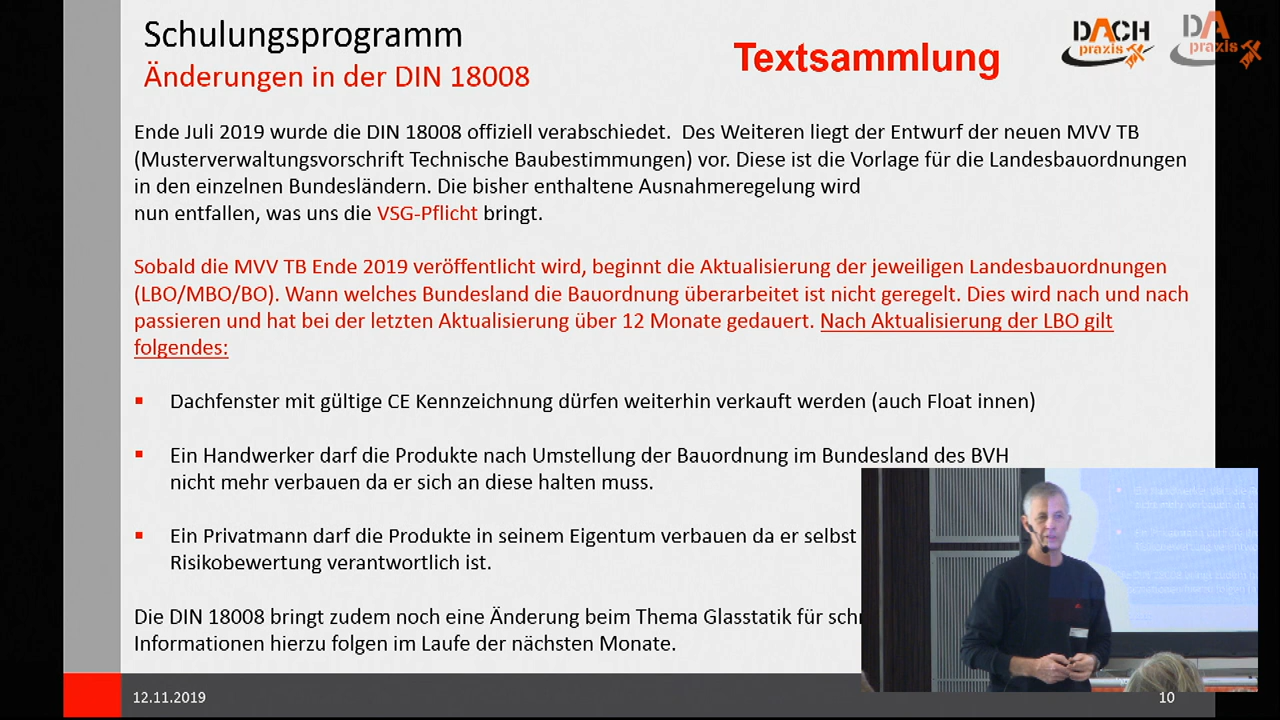 Schulungsprogramm
Änderungen in der DIN 18008
Textsammlung
DACH
praxis
DA
praxis
Ende Juli 2019 wurde die DIN 18008 offiziell verabschiedet. Des Weiteren liegt der Entwurf der neuen MVV TB
(Musterverwaltungsvorschrift Technische Baubestimmungen) vor. Diese ist die Vorlage für die Landesbauordnungen
in den einzelnen Bundesländern. Die bisher enthaltene Ausnahmeregelung wird
nun entfallen, was uns die VSG-Pflicht bringt.
Sobald die MVV TB Ende 2019 veröffentlicht wird, beginnt die Aktualisierung der jeweiligen Landesbauordnungen
(LBO/MBO/BO). Wann welches Bundesland die Bauordnung überarbeitet ist nicht geregelt. Dies wird nach und nach
passieren und hat bei der letzten Aktualisierung über 12 Monate gedauert. Nach Aktualisierung der LBO gilt
folgendes:
Dachfenster mit gültige CE Kennzeichnung dürfen weiterhin verkauft werden (auch Float innen)
Ein Handwerker darf die Produkte nach Umstellung der Bauordnung im Bundesland des BVH
nicht mehr verbauen da er sich an diese halten muss.
Ein Privatmann darf die Produkte in seinem Eigentum verbauen da er selbst
Risikobewertung verantwortlich ist.
Die DIN 18008 bringt zudem noch eine Änderung beim Thema Glasstatik für
Informationen hierzu folgen im Laufe der nächsten Monate.
12.11.2019
10